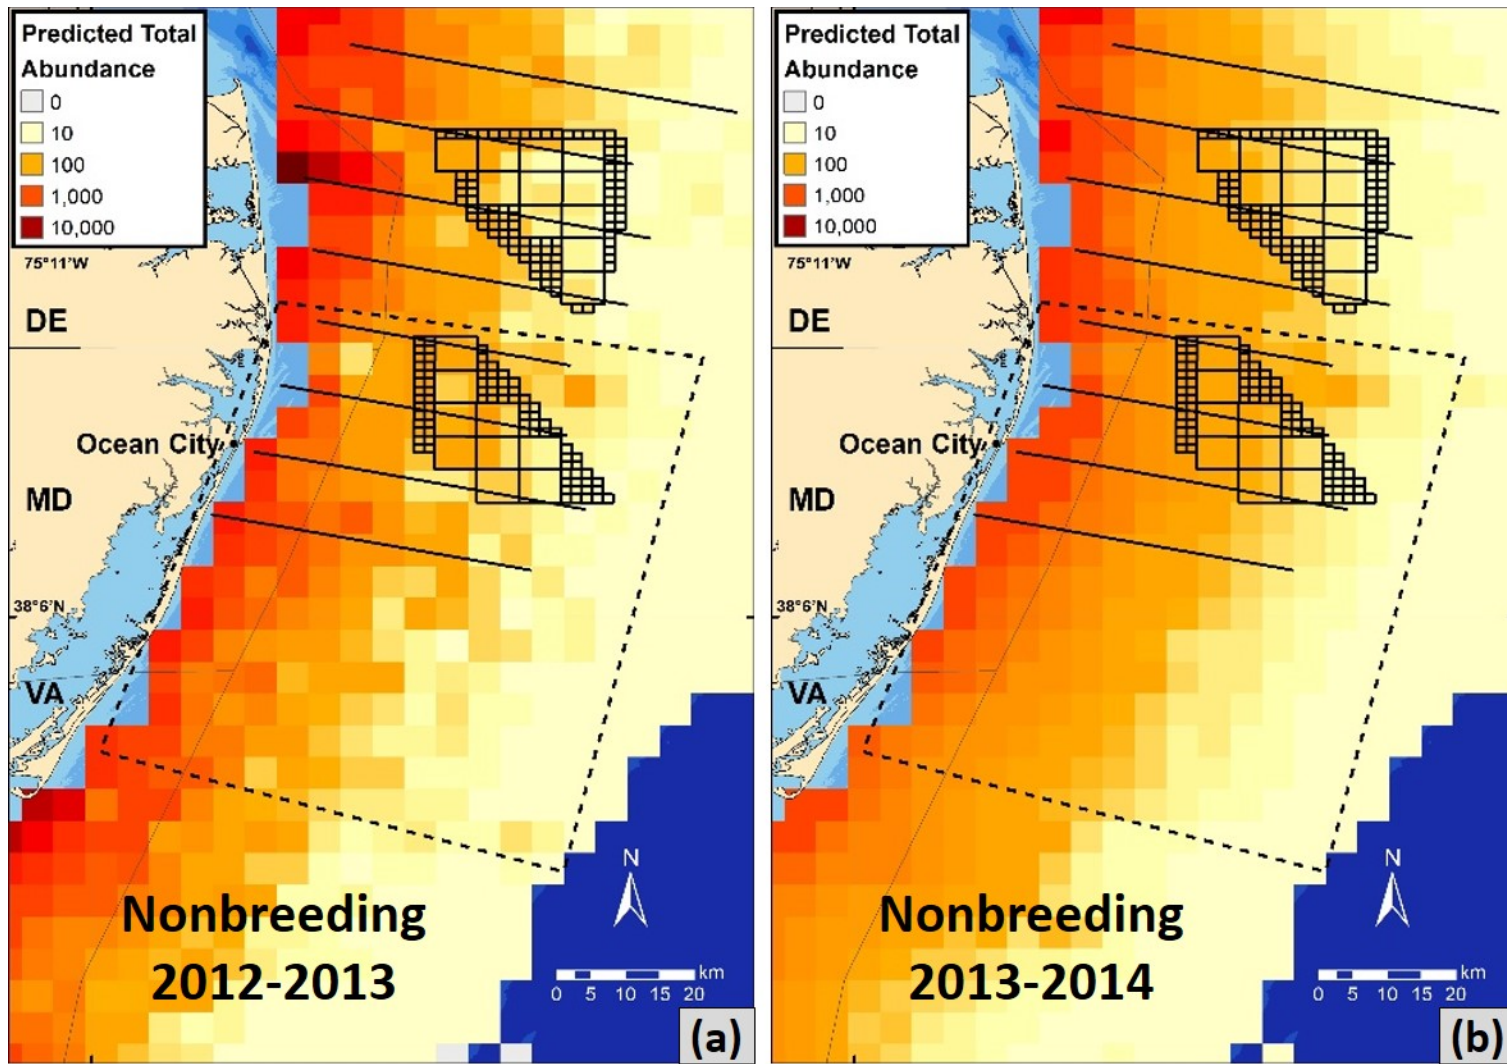 Predicted Total
Abundance
0
10
100
1,000
10,000
75°11'W
DE
Ocean City
MD
38°6'N
VA
Nonbreeding
2012-2013
N
km
0 5 10 15 20
(a)
Predicted Total
Abundance
0
10
100
1,000
10,000
75°11'W
DE
Ocean City
MD
38°6'N
VA
Nonbreeding
2013-2014
N
km
0 5 10 15 20
(b)